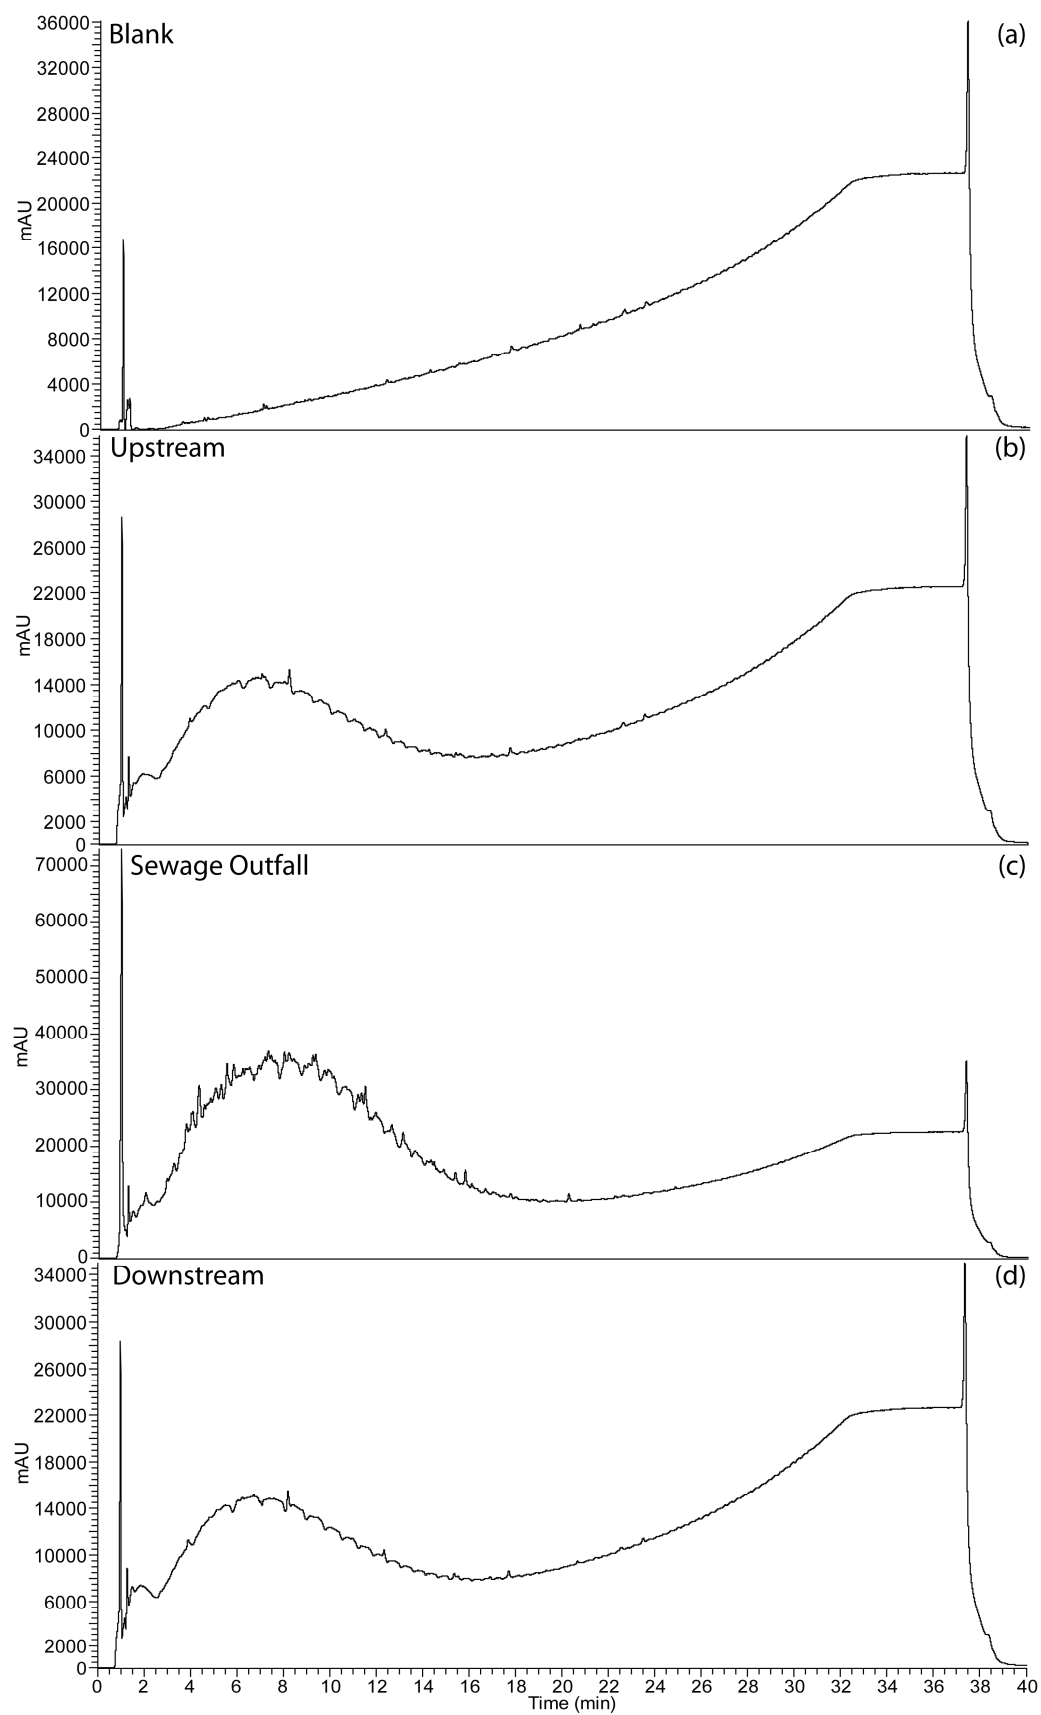 Blank
(a)
36000
32000
28000
24000
20000
16000
12000
8000
4000
0
mAU
Upstream
(b)
34000
30000
26000
22000
18000
14000
10000
6000
2000
0
mAU
Sewage Outfall
(c)
70000
60000
50000
40000
30000
20000
10000
0
mAU
Downstream
(d)
34000
30000
26000
22000
18000
14000
10000
6000
2000
0
mAU
0 2 4 6 8 10 12 14 16 18 20 22 24 26 28 30 32 34 36 38 40
Time (min)